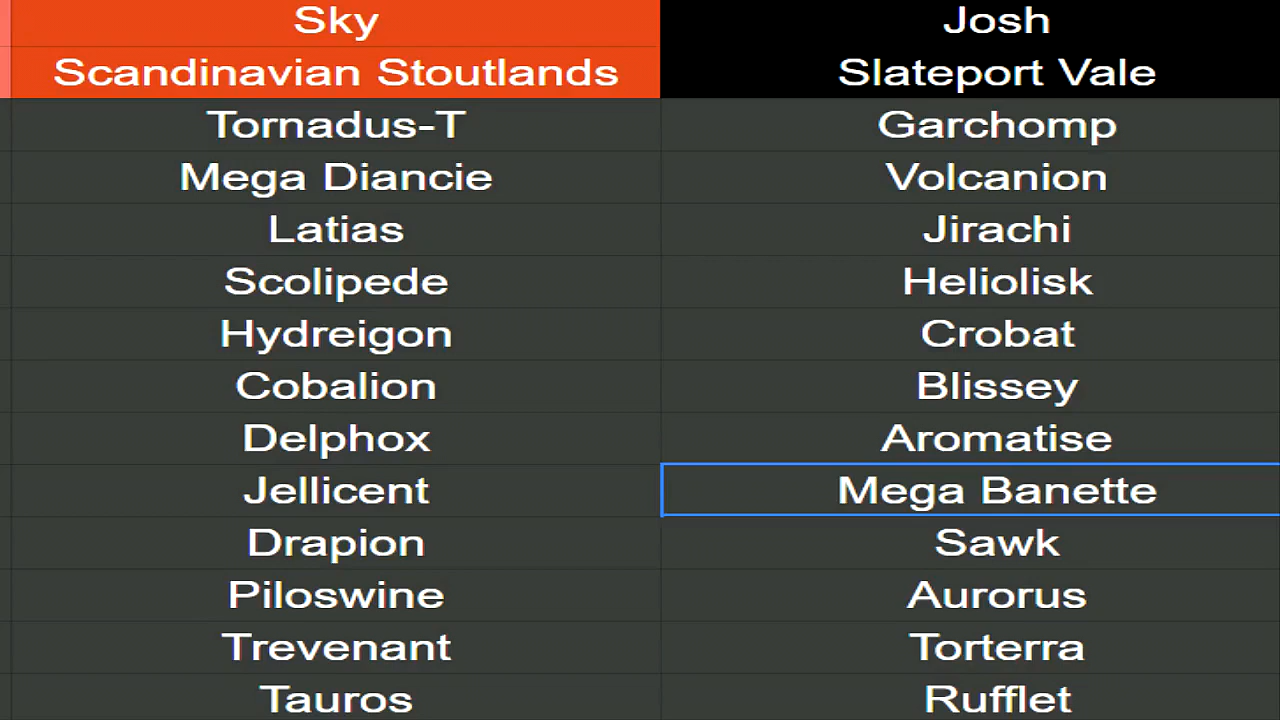 Sky
Josh
Scandinavian Stoutlands
Slateport Vale
Tornadus-T
Garchomp
Mega Diancie
Volcanion
Latias
Jirachi
Scolipede
Heliolisk
Hydreigon
Crobat
Cobalion
Blissey
Delphox
Aromatise
Jellicent
Mega Banette
Drapion
Sawk
Piloswine
Aurorus
Trevenant
Torterra
Tauros
Rufflet